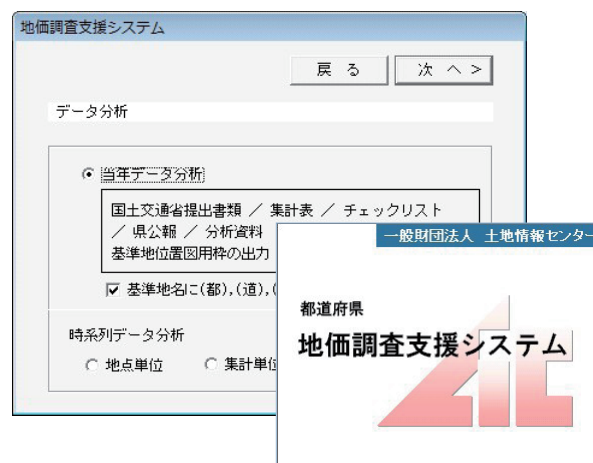 地価調査支援システム
戻 る
次 へ >
データ分析
当年データ分析
国土交通省提出書類 ／ 集計表 ／ チェックリスト
／ 県公報 ／ 分析資料
基準地位置図用枠の出力
基準地名に(都),(道),(
時系列データ分析
地点単位
集計単位
一般財団法人 土地情報センター
都道府県
地価調査支援システム